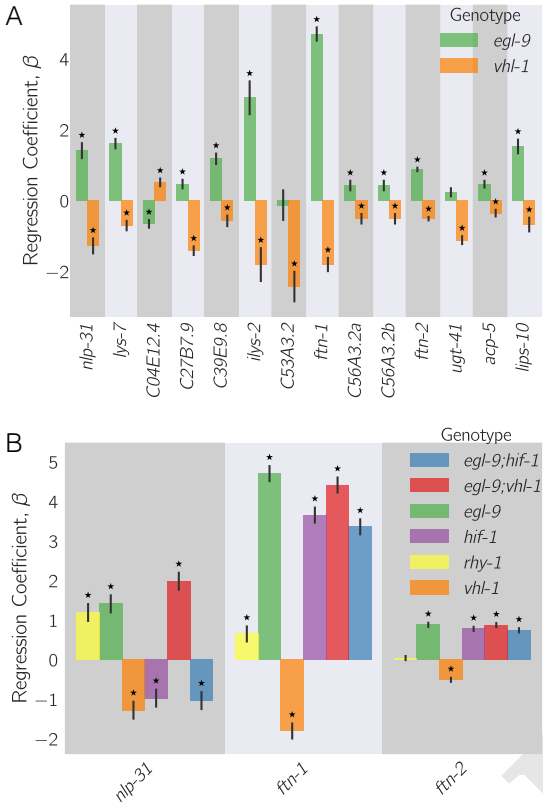 A
Genotype
egl-9
vhl-1
Regression Coefficient, β
4
2
0
−2
nlp-31
lys-7
C04E12.4
C27B7.9
C39E9.8
ilys-2
C53A3.2
ftn-1
C56A3.2a
C56A3.2b
ftn-2
ugt-41
acp-5
lips-10
B
Genotype
egl-9;hif-1
egl-9;vhl-1
egl-9
hif-1
rhy-1
vhl-1
Regression Coefficient, β
5
4
3
2
1
0
−1
−2
nlp-31
ftn-1
ftn-2